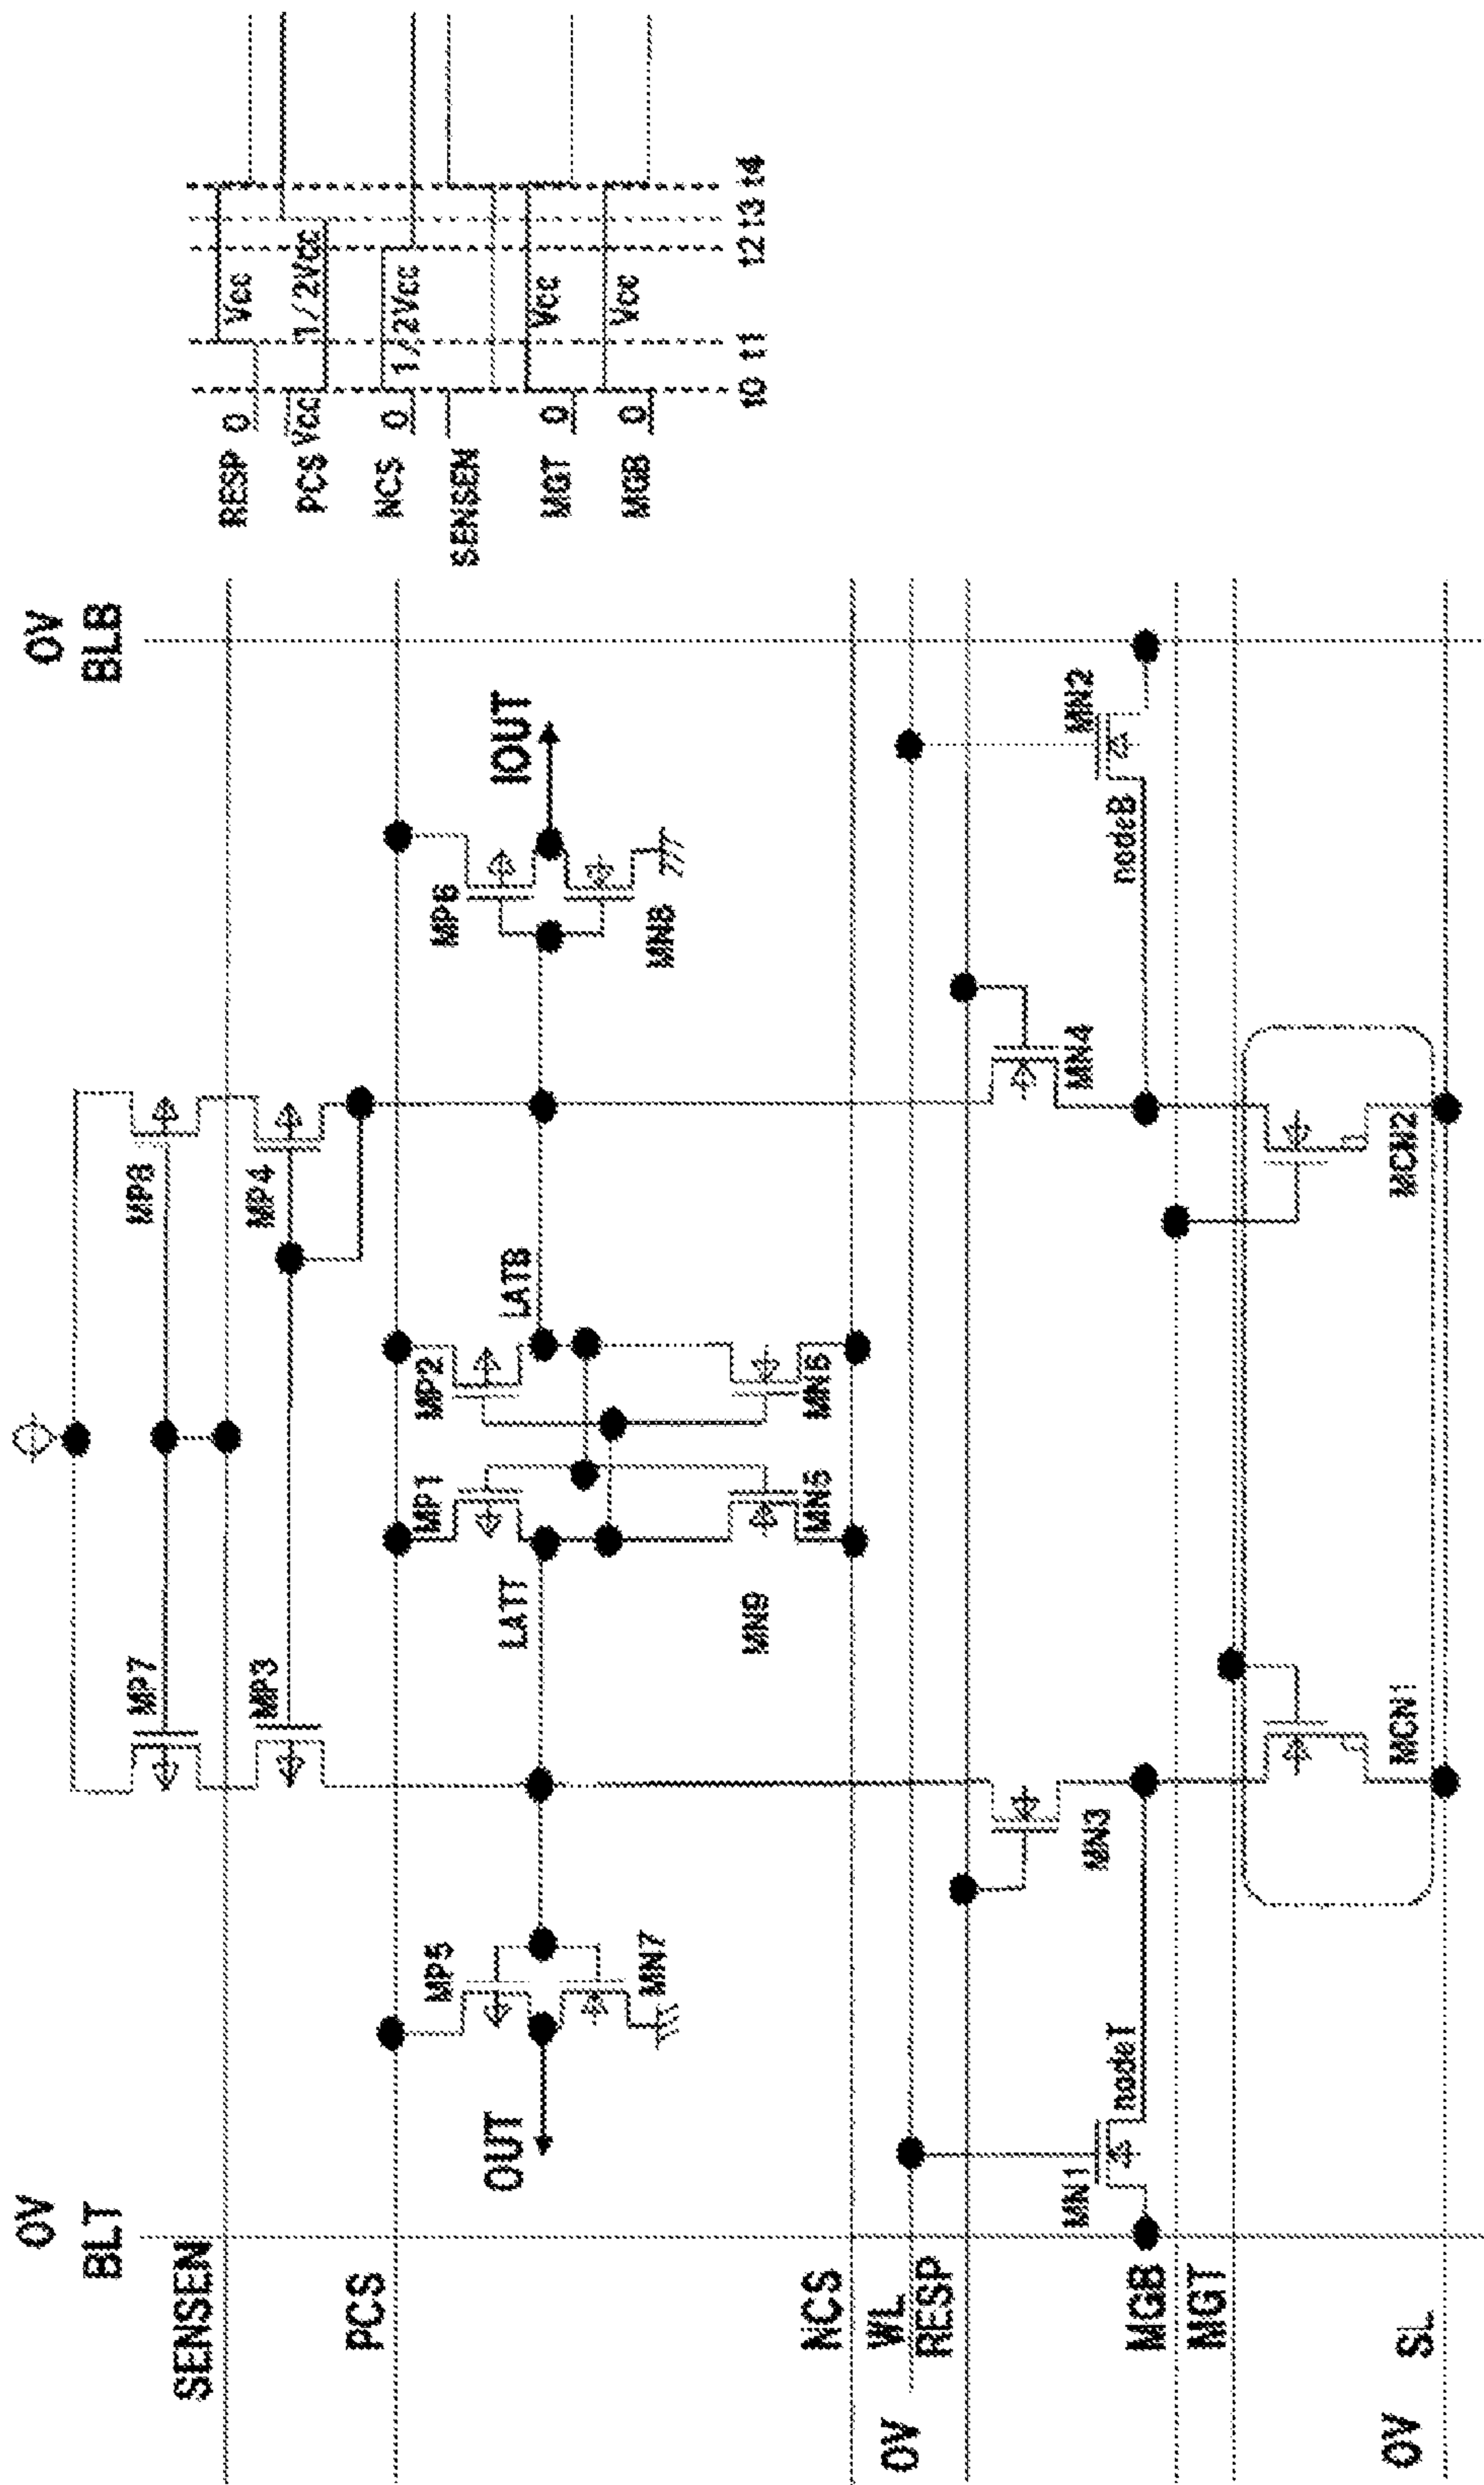 0V
BLT
0V
BLB
SENSEN
MP7
MP8
MP3
MP4
PCS
MP5
MP1
MP2
MP6
OUT
LATT
LATB
IOUT
MN7
MN9
MN5
MN6
MN8
NCS
0V WL
RESP
MN1
nodeT
MN3
MN4
nodeB
MN2
MGB
MGT
MCN1
MCN2
0V SL
RESP 0 Vcc
PCS Vcc 1/2Vcc
NCS 0 1/2Vcc
SENSEN
MGT 0 Vcc
MGB 0 Vcc
t0 t1 t2 t3 t4